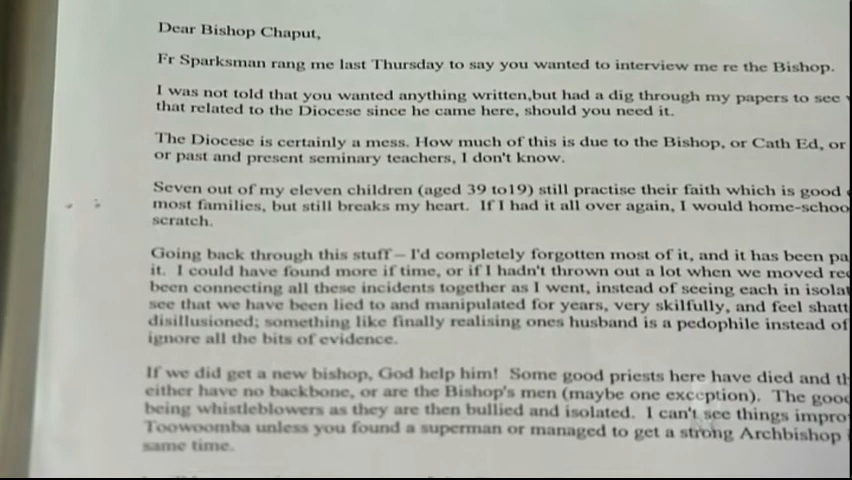 Dear Bishop Chaput,
Fr Sparksman rang me last Thursday to say you wanted to interview me re the Bishop.
I was not told that you wanted anything written,but had a dig through my papers to see
that related to the Diocese since he came here, should you need it.
The Diocese is certainly a mess. How much of this is due to the Bishop, or Cath Ed, or
or past and present seminary teachers, I don't know.
Seven out of my eleven children (aged 39 to19) still practise their faith which is good
most families, but still breaks my heart. If I had it all over again, I would home-schoo
scratch.
Going back through this stuff – I'd completely forgotten most of it, and it has been pa
it. I could have found more if time, or if I hadn't thrown out a lot when we moved re
been connecting all these incidents together as I went, instead of seeing each in isola
see that we have been lied to and manipulated for years, very skilfully, and feel shatt
disillusioned; something like finally realising ones husband is a pedophile instead of
ignore all the bits of evidence.
If we did get a new bishop, God help him! Some good priests here have died and th
either have no backbone, or are the Bishop's men (maybe one exception). The good
being whistleblowers as they are then bullied and isolated. I can't see things impro
Toowoomba unless you found a superman or managed to get a strong Archbishop
same time.